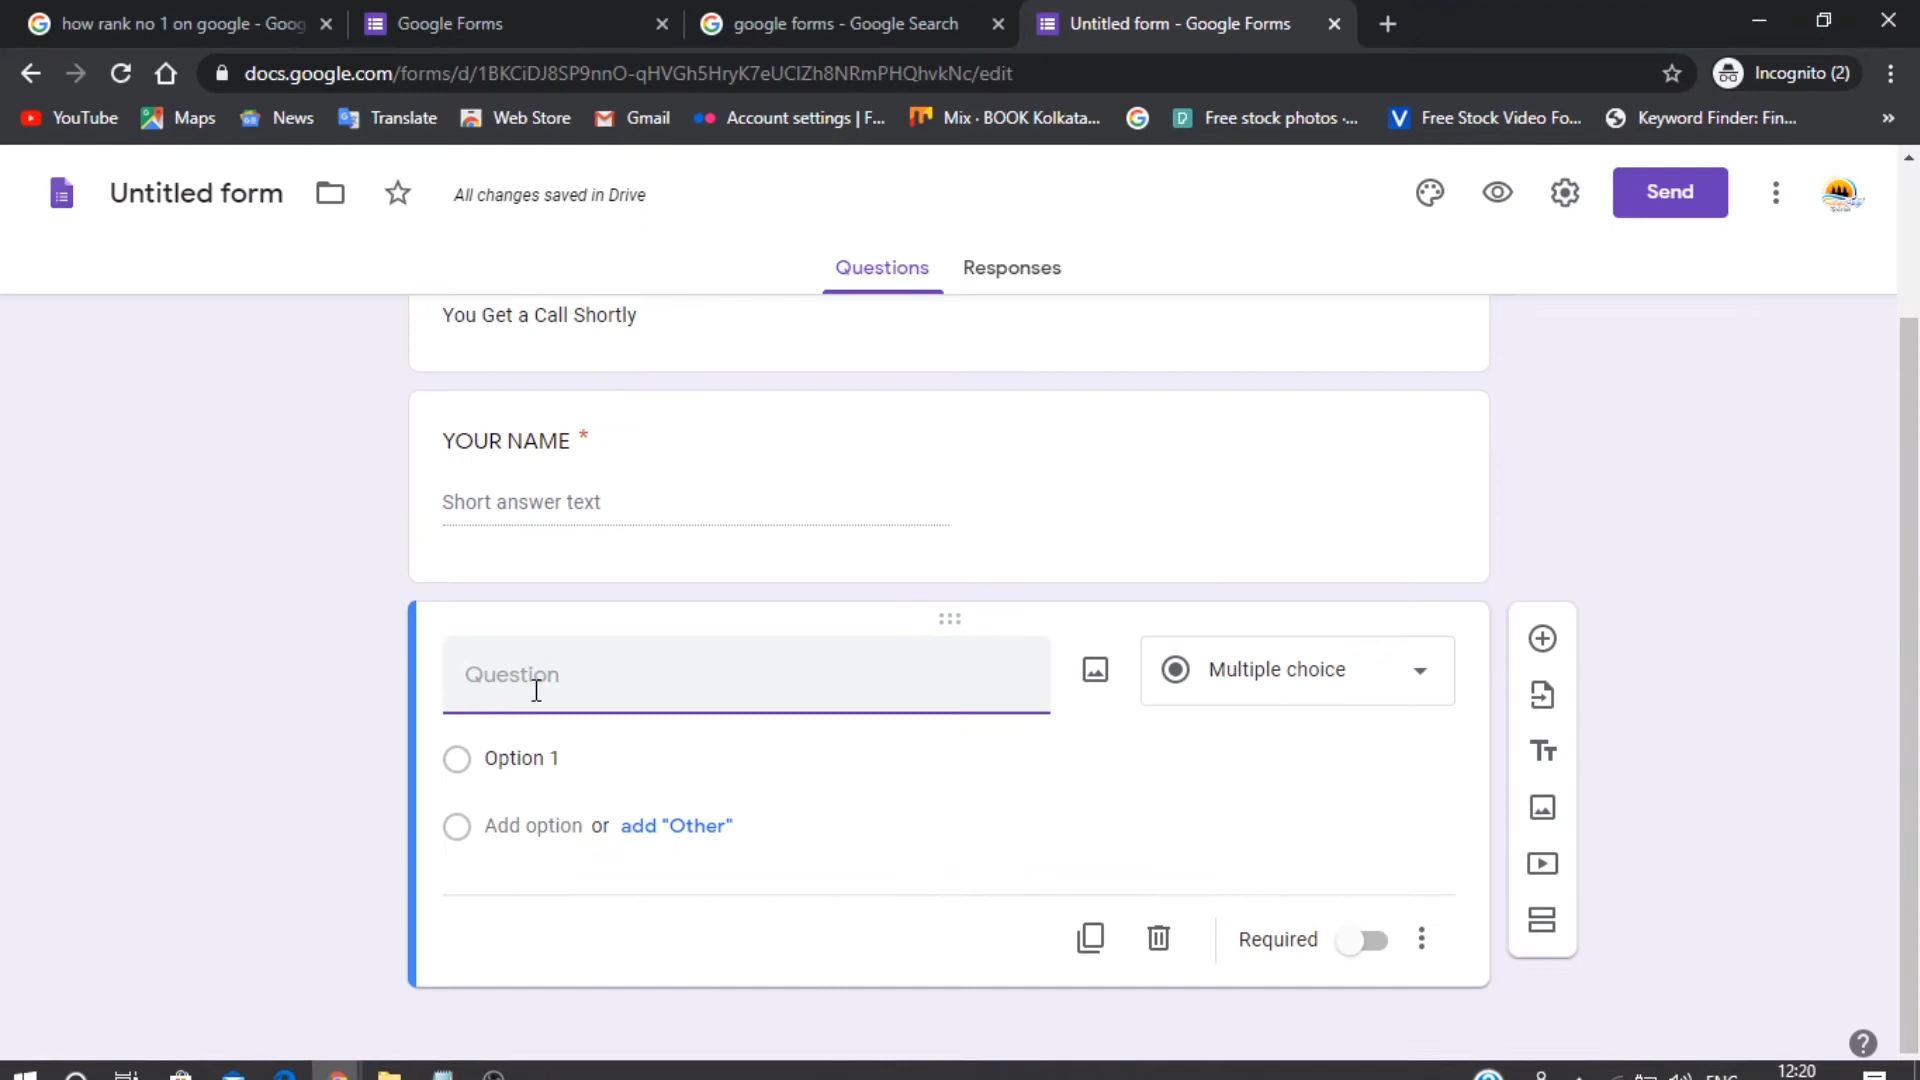 how rank no 1 on google - Goog
Google Forms
google forms - Google Search
Untitled form - Google Forms
docs.google.com/forms/d/1BKCiDJ8SP9nnO-qHVGh5HryK7eUClZh8NRmPHQhvkNc/edit
Incognito (2)
YouTube
Maps
News
Translate
Web Store
Gmail
Account settings | F...
Mix · BOOK Kolkata...
Free stock photos ·...
Free Stock Video Fo...
Keyword Finder: Fin...
»
Untitled form
All changes saved in Drive
Send
Questions
Responses
You Get a Call Shortly
YOUR NAME *
Short answer text
Question
Multiple choice
Option 1
Add option or add "Other"
Required
12:20
ENG